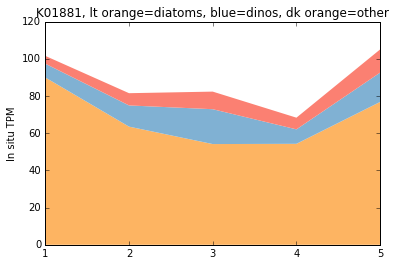 K01881, lt orange=diatoms, blue=dinos, dk orange=other
120
100
80
60
40
20
0
In situ TPM
1 2 3 4 5